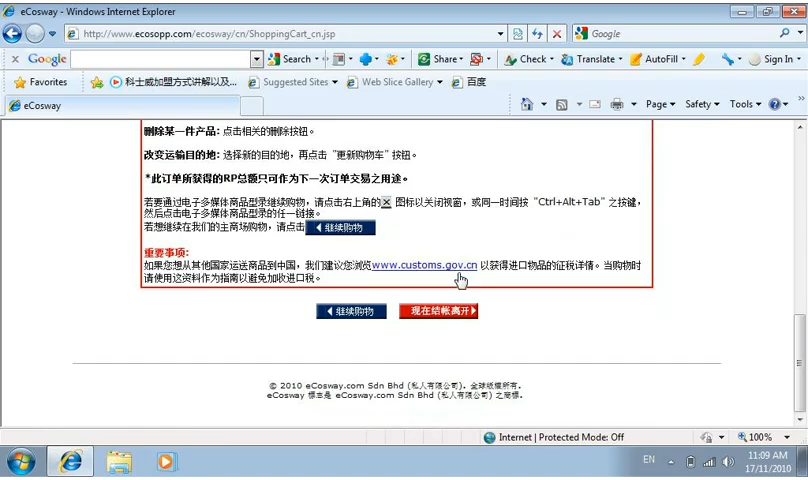 eCosway - Windows Internet Explorer
http://www.ecosopp.com/ecosway/cn/ShoppingCart_cn.jsp
Google
x Google Search Share Check Translate AutoFill Sign In
Favorites 科士威加盟方式讲解以及... Suggested Sites Web Slice Gallery 百度
eCosway Page Safety Tools
删除某一件产品: 点击相关的删除按钮。
改变运输目的地: 选择新的目的地，再点击“更新购物车”按钮。
*此订单所获得的RP总额只可作为下一次订单交易之用途。
若要通过电子多媒体商品型录继续购物，请点击右上角的 X 图标以关闭视窗，或同一时间按 “Ctrl+Alt+Tab” 之按键，
然后点击电子多媒体商品型录的任一链接。
若想继续在我们的主商场购物，请点击 继续购物
重要事项:
如果您想从其他国家运送商品到中国，我们建议您浏览www.customs.gov.cn 以获得进口物品的征税详情。当购物时
请使用这资料作为指南以避免加收进口税。
继续购物 现在结帐离开
© 2010 eCosway.com Sdn Bhd (私人有限公司). 全球版權所有.
eCosway 標志是 eCosway.com Sdn Bhd (私人有限公司) 之商標.
Internet | Protected Mode: Off 100%
EN 11:09 AM
17/11/2010